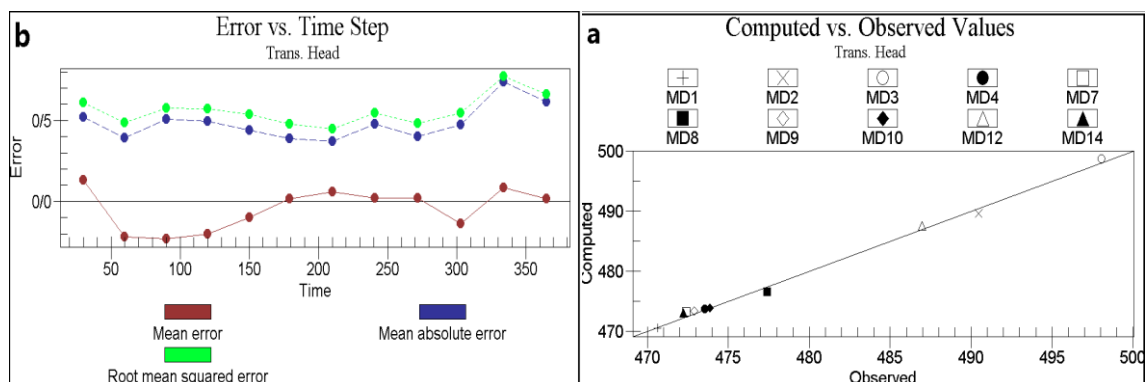 b
Error vs. Time Step
Trans. Head
0/5
0/0
Error
50 100 150 200 250 300 350
Time
Mean error
Mean absolute error
Root mean squared error
a
Computed vs. Observed Values
Trans. Head
MD1 MD2 MD3 MD4 MD7
MD8 MD9 MD10 MD12 MD14
500
490
480
470
Computed
470 475 480 485 490 495 500
Observed